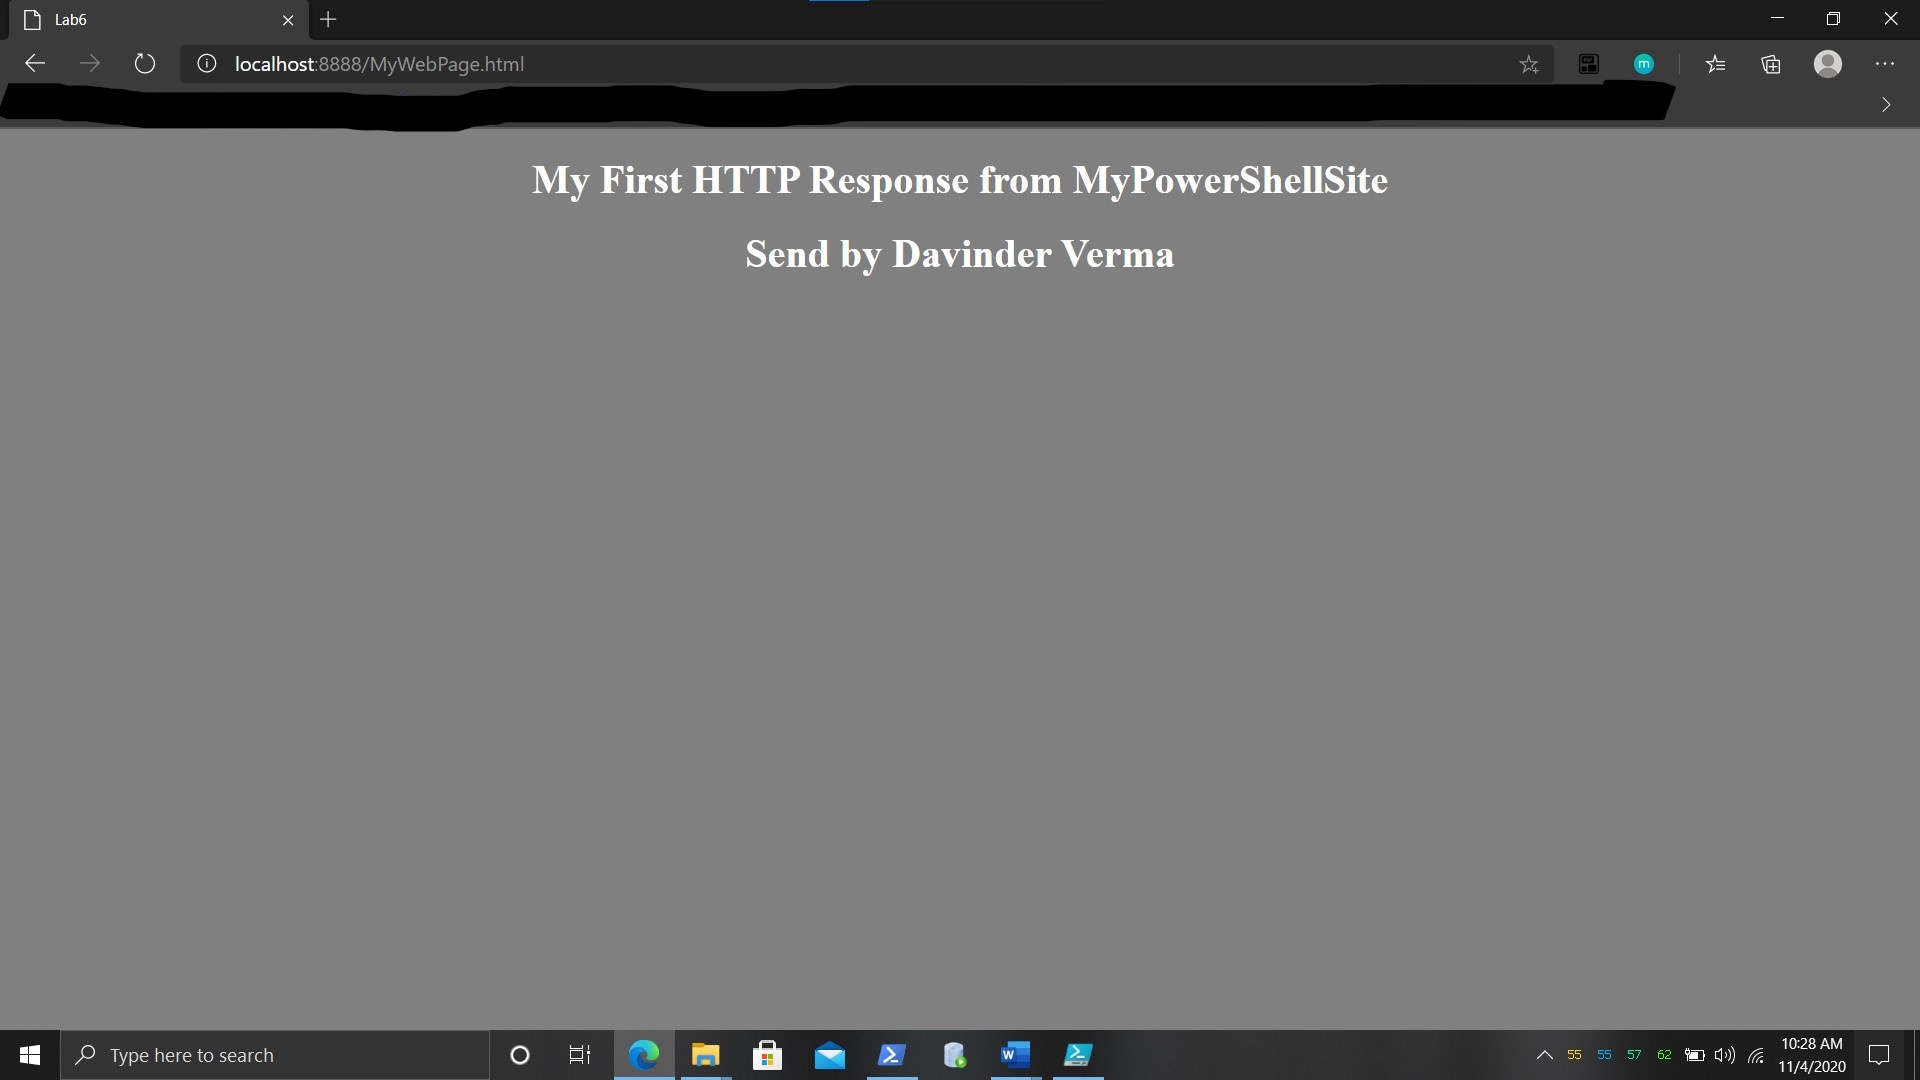 Lab6
localhost:8888/MyWebPage.html
m
My First HTTP Response from MyPowerShellSite
Send by Davinder Verma
Type here to search
W
55 55 57 62
10:28 AM
11/4/2020